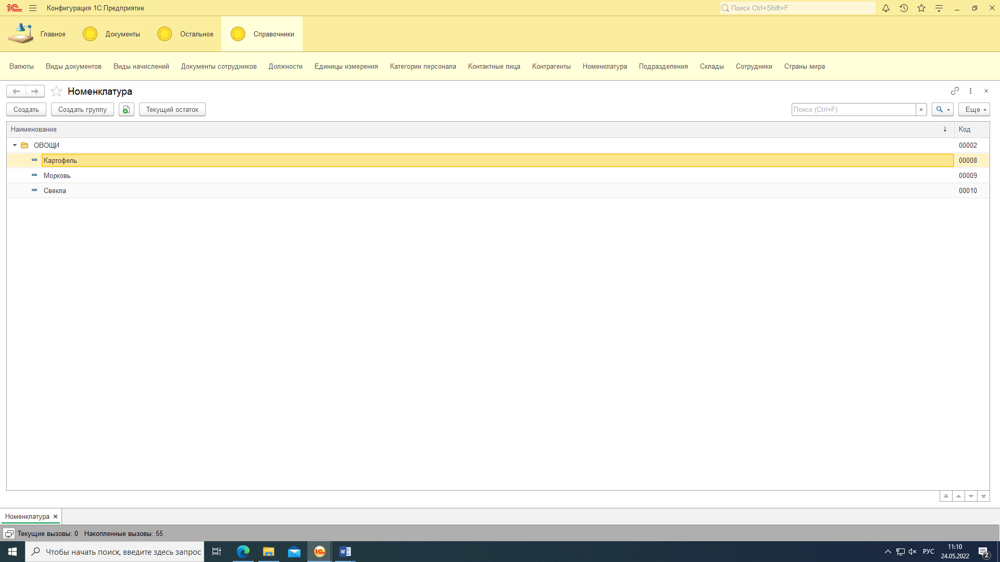 1С Конфигурация 1С:Предприятие Поиск Ctrl+Shift+F
Главное Документы Остальное Справочники
Валюты Виды документов Виды начислений Документы сотрудников Должности Единицы измерения Категории персонала Контактные лица Контрагенты Номенклатура Подразделения Склады Сотрудники Страны мира
Номенклатура
Создать Создать группу Текущий остаток Поиск (Ctrl+F) × Еще
Наименование ↓ Код
ОВОЩИ 00002
Картофель 00008
Морковь 00009
Свекла 00010
Номенклатура ×
Текущие вызовы: 0 Накопленные вызовы: 55
Чтобы начать поиск, введите здесь запрос РУС 11:10
24.05.2022 2